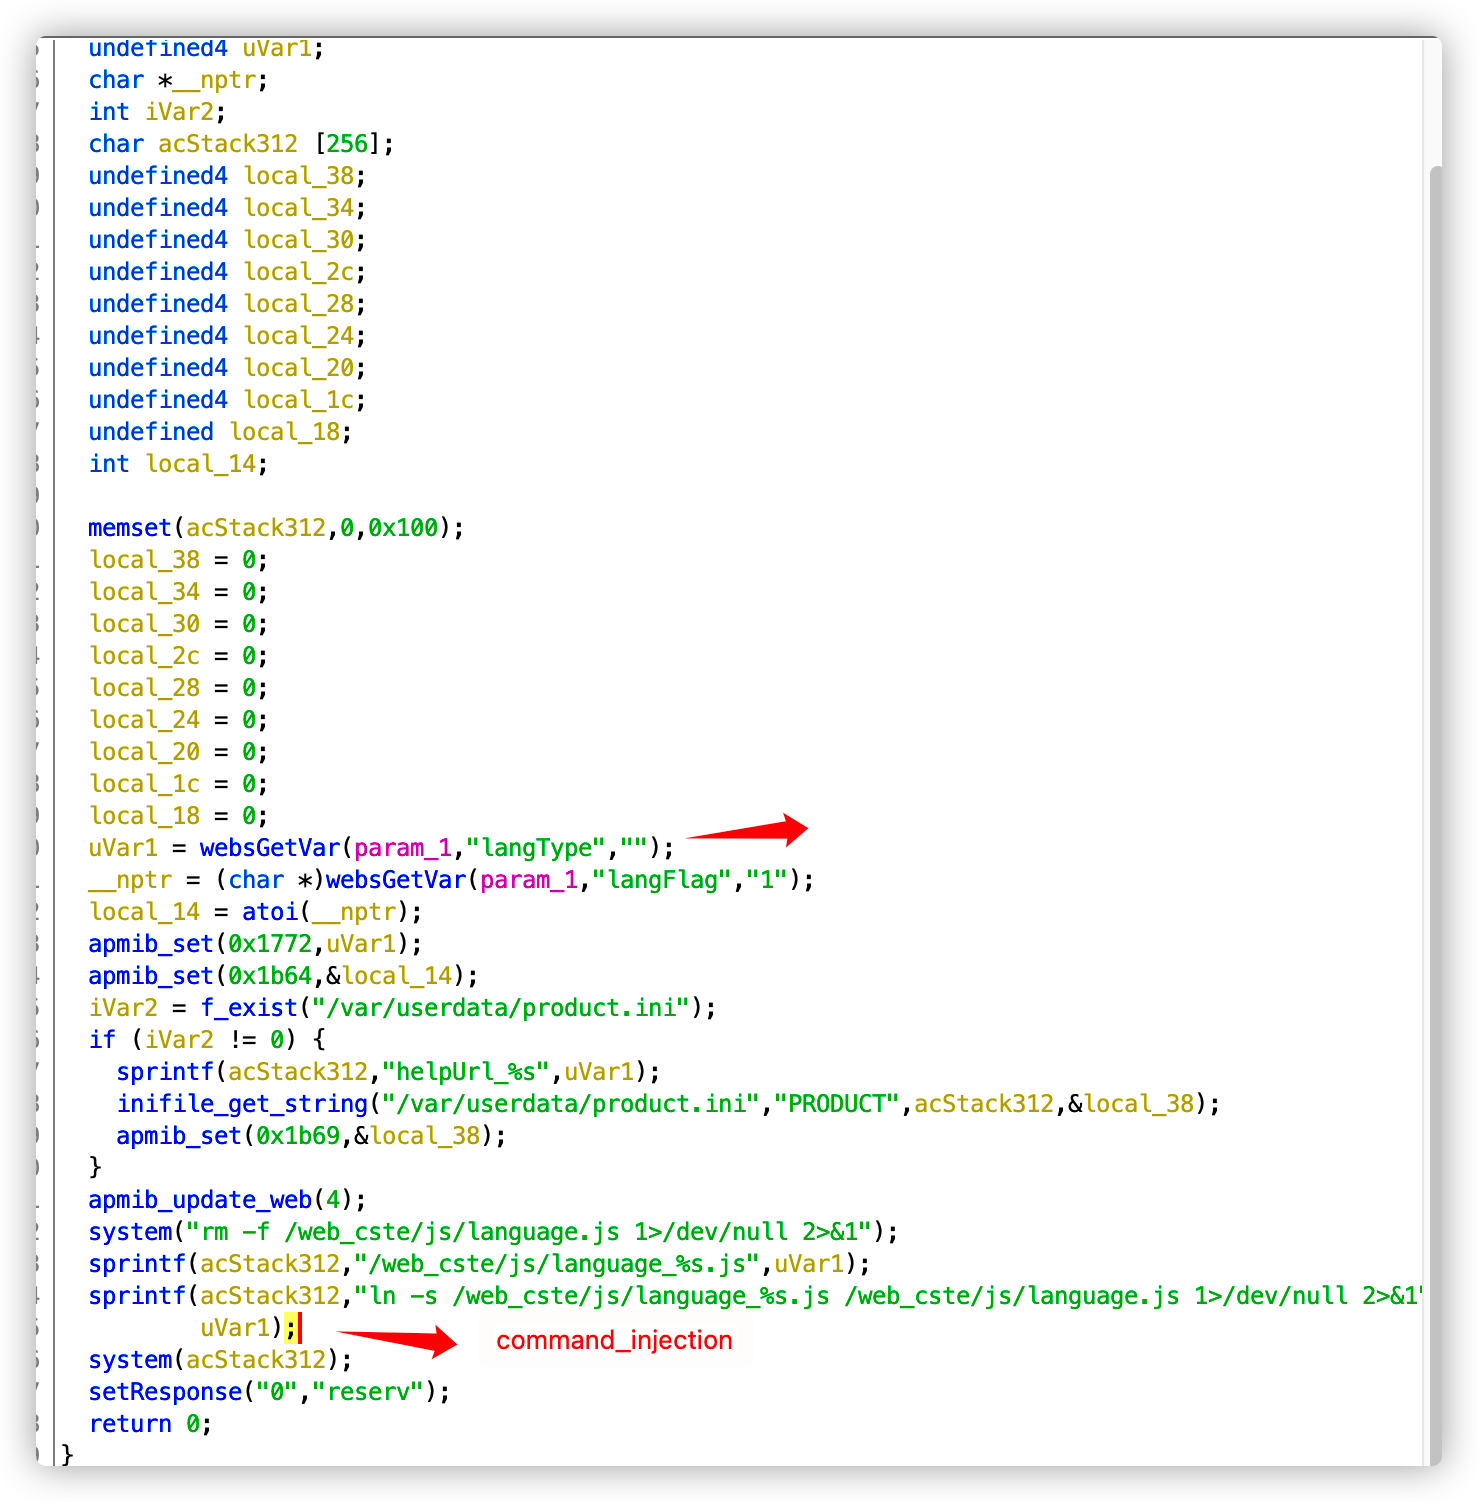 undefined4 uVar1;
char *__nptr;
int iVar2;
char acStack312 [256];
undefined4 local_38;
undefined4 local_34;
undefined4 local_30;
undefined4 local_2c;
undefined4 local_28;
undefined4 local_24;
undefined4 local_20;
undefined4 local_1c;
undefined local_18;
int local_14;
memset(acStack312,0,0x100);
local_38 = 0;
local_34 = 0;
local_30 = 0;
local_2c = 0;
local_28 = 0;
local_24 = 0;
local_20 = 0;
local_1c = 0;
local_18 = 0;
uVar1 = websGetVar(param_1,"langType","");
__nptr = (char *)websGetVar(param_1,"langFlag","1");
local_14 = atoi(__nptr);
apmib_set(0x1772,uVar1);
apmib_set(0x1b64,&local_14);
iVar2 = f_exist("/var/userdata/product.ini");
if (iVar2 != 0) {
sprintf(acStack312,"helpUrl_%s",uVar1);
inifile_get_string("/var/userdata/product.ini","PRODUCT",acStack312,&local_38);
apmib_set(0x1b69,&local_38);
}
apmib_update_web(4);
system("rm -f /web_cste/js/language.js 1>/dev/null 2>&1");
sprintf(acStack312,"/web_cste/js/language_%s.js",uVar1);
sprintf(acStack312,"ln -s /web_cste/js/language_%s.js /web_cste/js/language.js 1>/dev/null 2>&1"
uVar1);
command_injection
system(acStack312);
setResponse("0","reserv");
return 0;
}